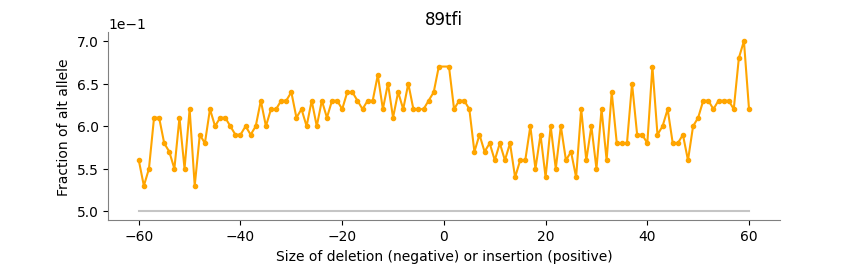 89tfi
1e−1
7.0
6.5
6.0
5.5
5.0
Fraction of alt allele
−60 −40 −20 0 20 40 60
Size of deletion (negative) or insertion (positive)